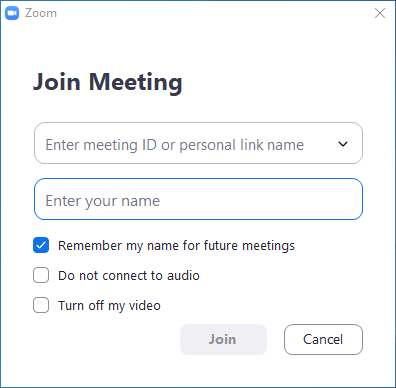 Zoom
Join Meeting
Enter meeting ID or personal link name
Enter your name
Remember my name for future meetings
Do not connect to audio
Turn off my video
Join Cancel